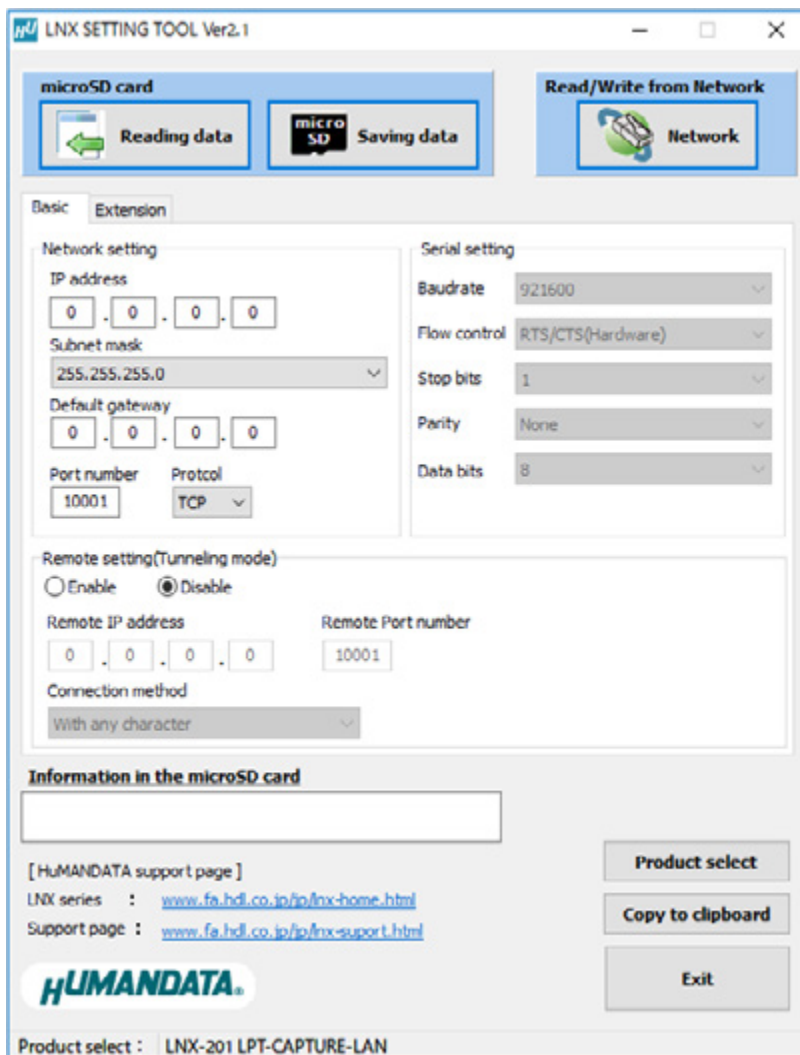 HU LNX SETTING TOOL Ver2.1
microSD card
Reading data
micro SD Saving data
Read/Write from Network
Network
Basic Extension
Network setting
IP address
0 . 0 . 0 . 0
Subnet mask
255.255.255.0
Default gateway
0 . 0 . 0 . 0
Port number Protcol
10001 TCP
Serial setting
Baudrate 921600
Flow control RTS/CTS(Hardware)
Stop bits 1
Parity None
Data bits 8
Remote setting(Tunneling mode)
Enable Disable
Remote IP address Remote Port number
0 . 0 . 0 . 0 10001
Connection method
With any character
Information in the microSD card
[ HuMANDATA support page ]
LNX series : www.fa.hdl.co.jp/jp/lnx-home.html
Support page : www.fa.hdl.co.jp/jp/lnx-suport.html
HUMANDATA®
Product select
Copy to clipboard
Exit
Product select : LNX-201 LPT-CAPTURE-LAN